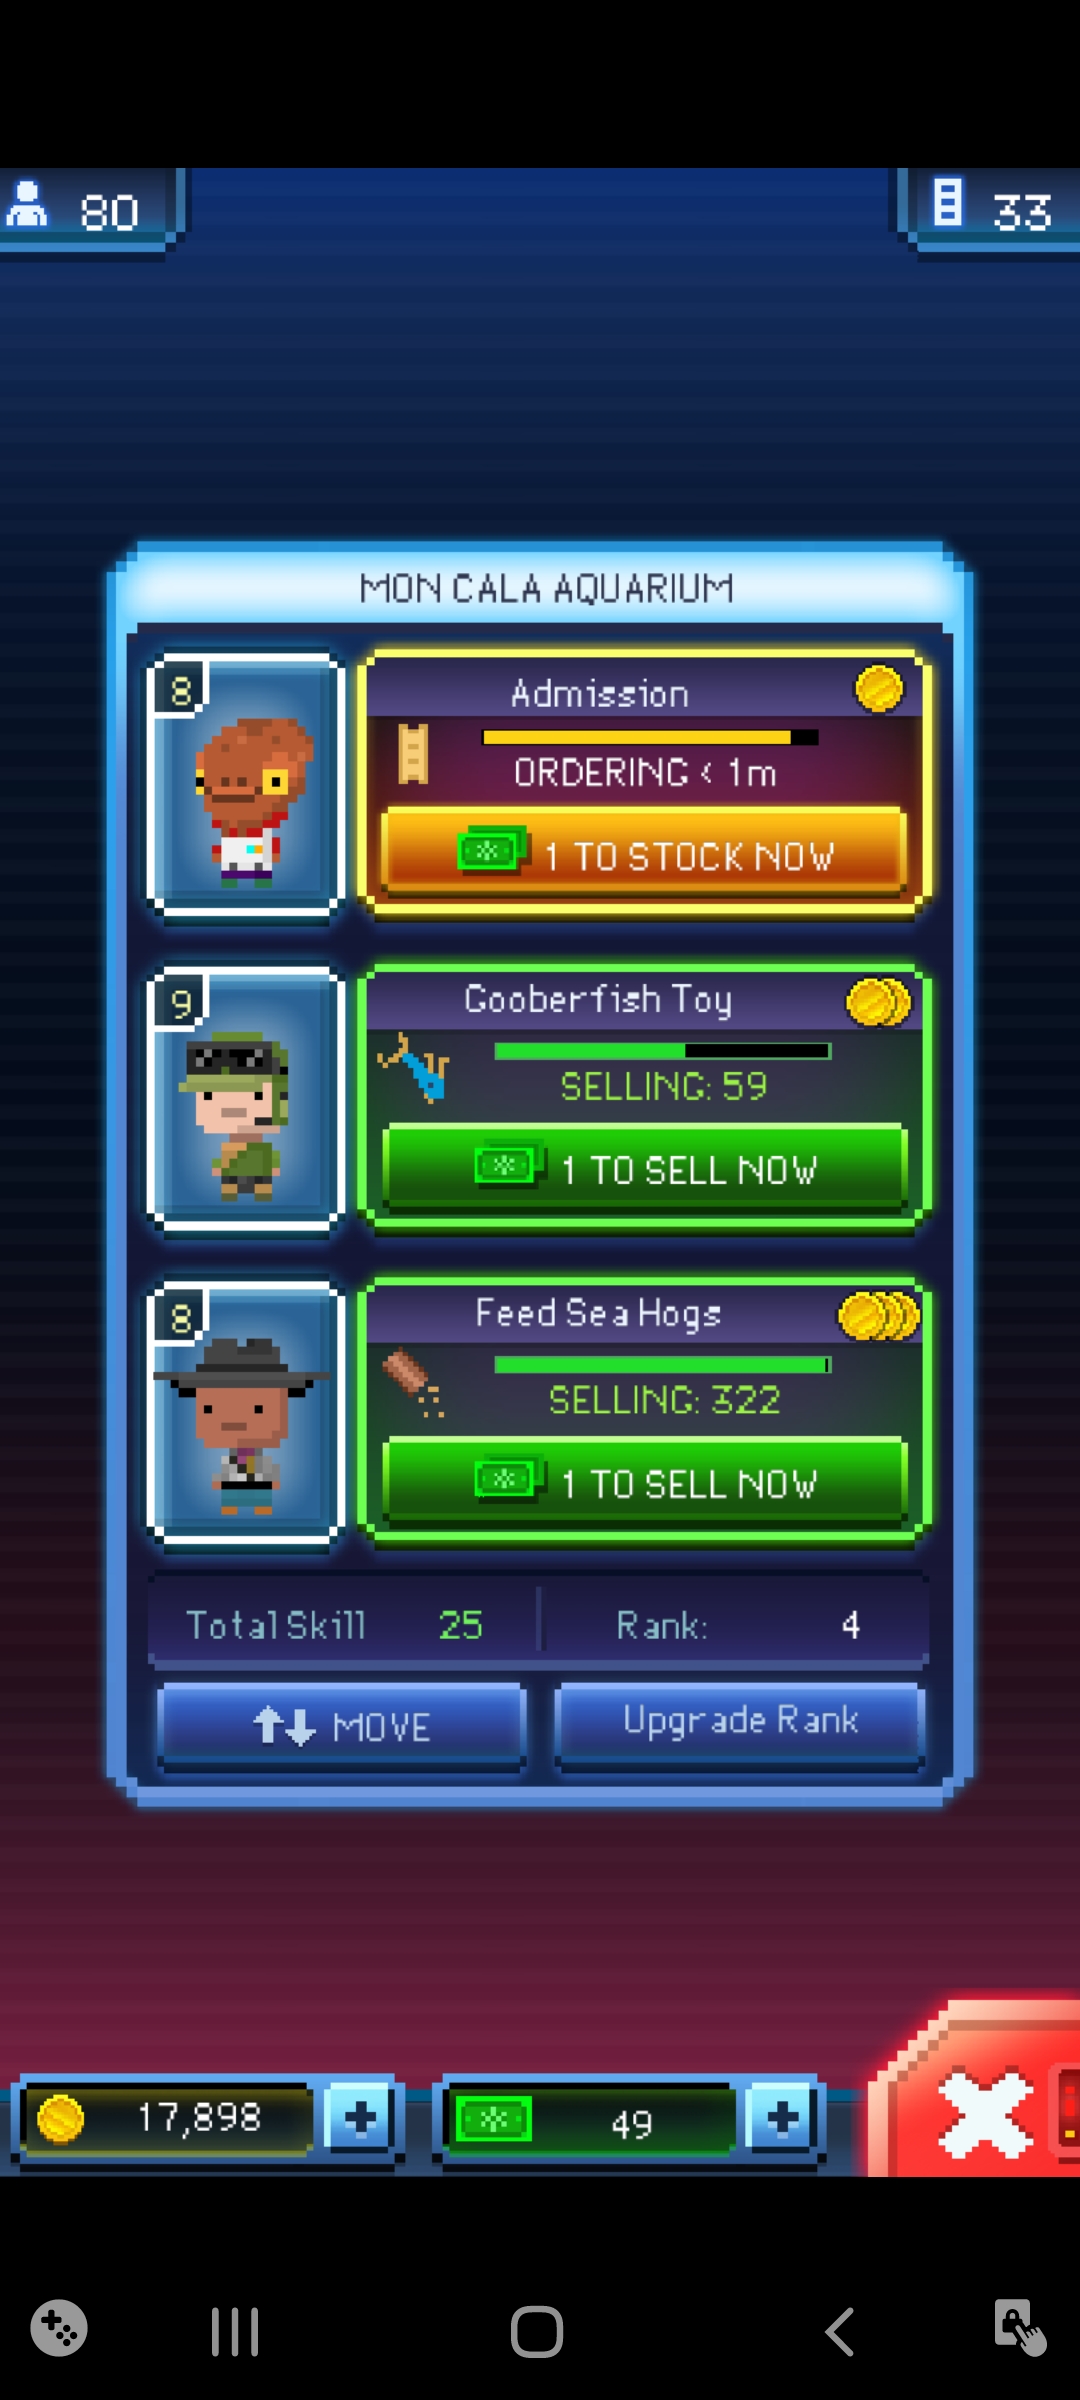 80
33
MON CALA AQUARIUM
8
Admission
ORDERING < 1m
1 TO STOCK NOW
9
Gooberfish Toy
SELLING: 59
1 TO SELL NOW
8
Feed Sea Hogs
SELLING: 322
1 TO SELL NOW
Total Skill 25 Rank: 4
MOVE Upgrade Rank
17,898 49